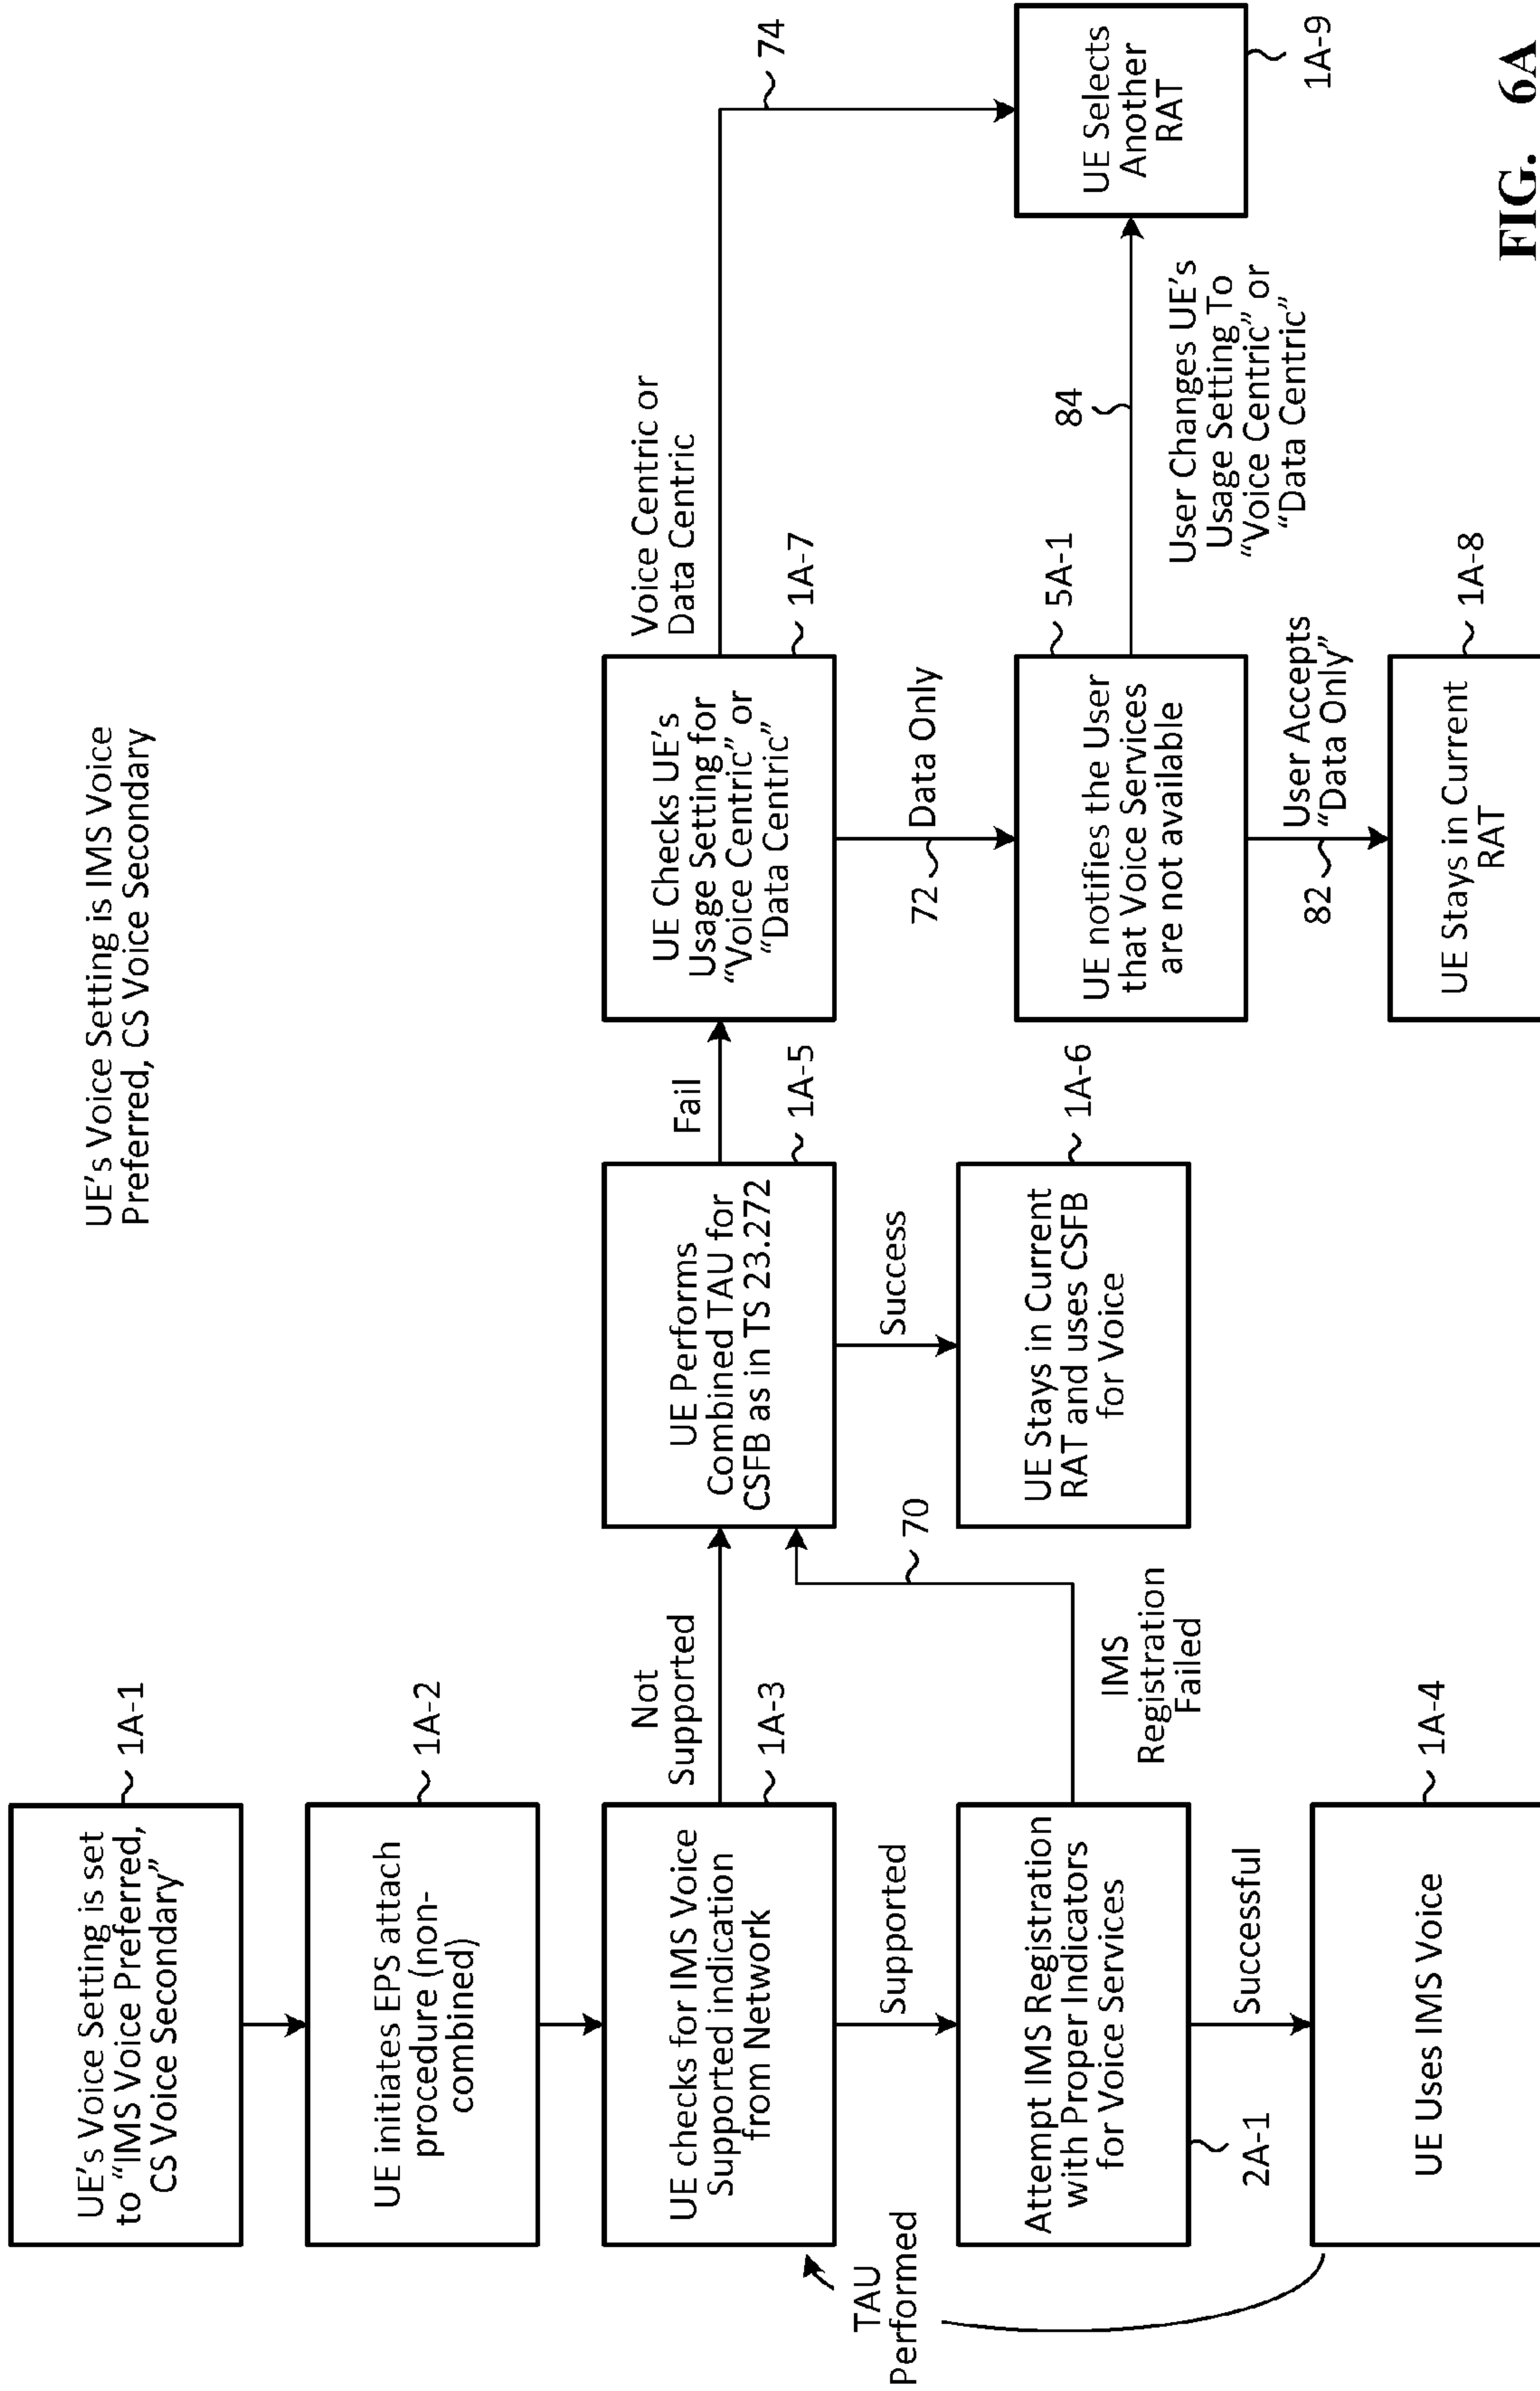 UE's Voice Setting is IMS Voice
Preferred, CS Voice Secondary
UE's Voice Setting is set
to “IMS Voice Preferred,
CS Voice Secondary”
1A-1
UE initiates EPS attach
procedure (non-
combined)
1A-2
UE checks for IMS Voice
Supported indication
from Network
1A-3
Not
Supported
Supported
Attempt IMS Registration
with Proper Indicators
for Voice Services
2A-1
IMS
Registration
Failed
70
Successful
UE Uses IMS Voice
1A-4
TAU
Performed
UE Performs
Combined TAU for
CSFB as in TS 23.272
1A-5
Fail
Success
UE Stays in Current
RAT and uses CSFB
for Voice
1A-6
UE Checks UE's
Usage Setting for
“Voice Centric” or
“Data Centric”
1A-7
Voice Centric or
Data Centric
74
Data Only
72
UE notifies the User
that Voice Services
are not available
5A-1
84
User Changes UE's
Usage Setting To
“Voice Centric” or
“Data Centric”
User Accepts
“Data Only”
82
UE Stays in Current
RAT
1A-8
UE Selects
Another
RAT
1A-9
FIG. 6A